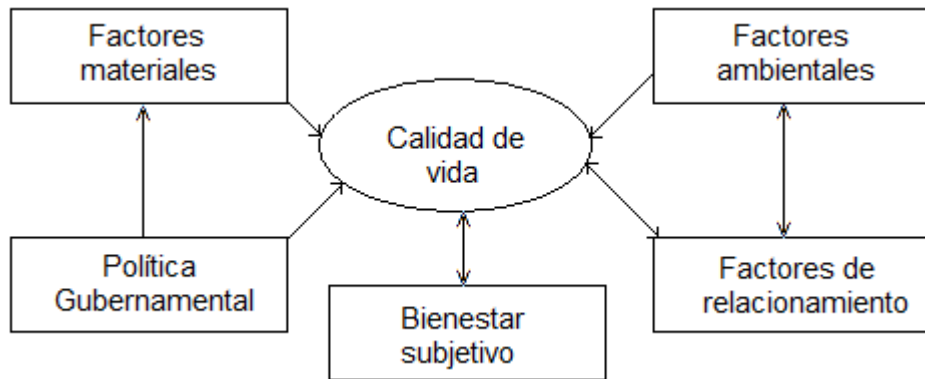 Factores
materiales
Factores
ambientales
Calidad de
vida
Política
Gubernamental
Bienestar
subjetivo
Factores de
relacionamiento